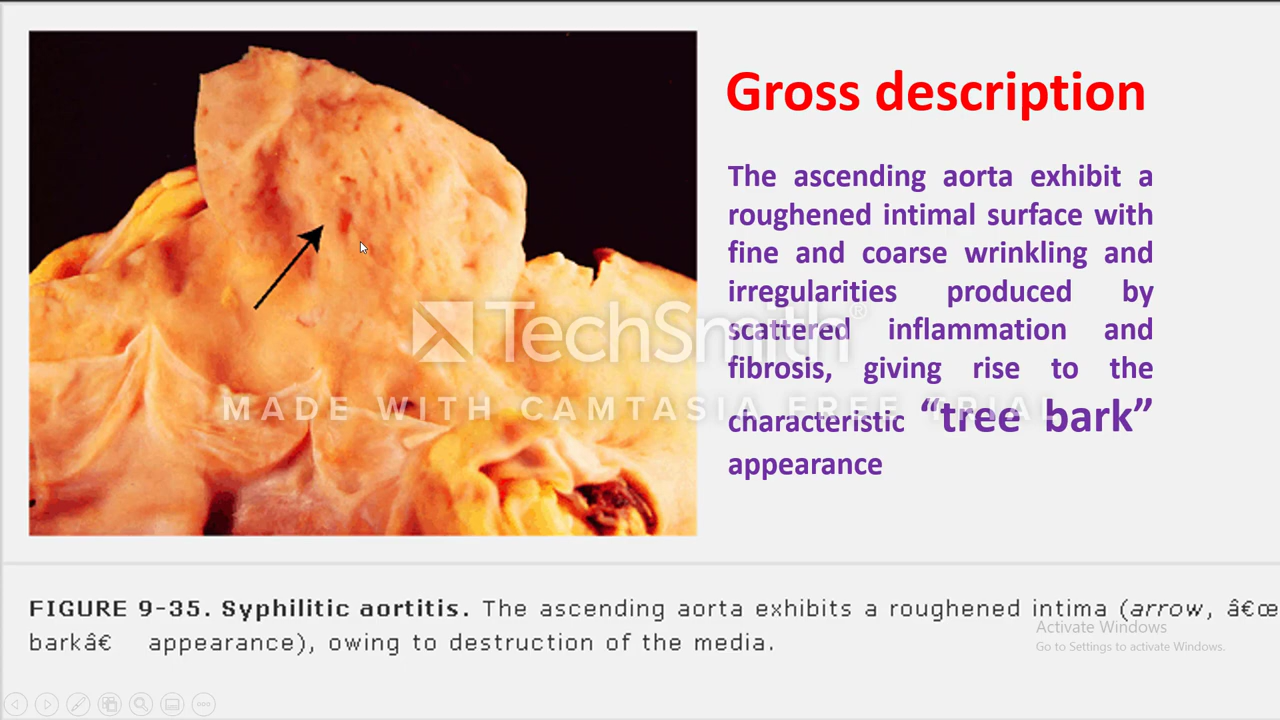 Gross description
The ascending aorta exhibit a
roughened intimal surface with
fine and coarse wrinkling and
irregularities produced by
scattered inflammation and
fibrosis, giving rise to the
characteristic “tree bark”
appearance
TechSmith®
MADE WITH CAMTASIA FREE TRIAL
FIGURE 9-35. Syphilitic aortitis. The ascending aorta exhibits a roughened intima (arrow, â€œ
barkâ€ appearance), owing to destruction of the media.
Activate Windows
Go to Settings to activate Windows.